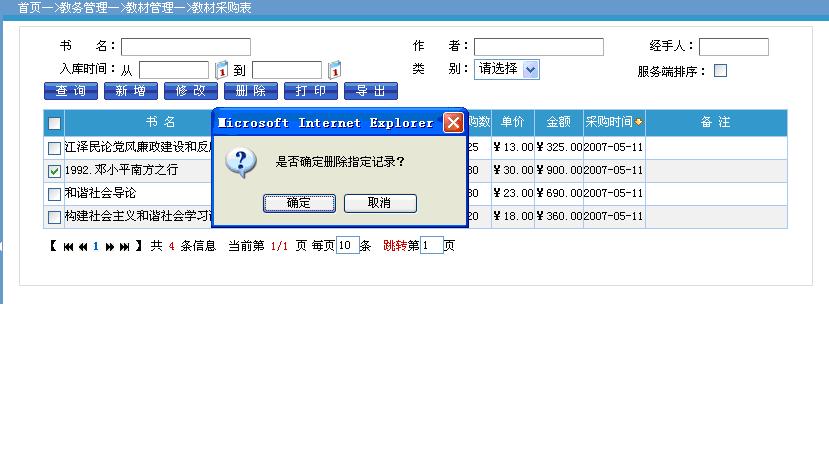 首页—>教务管理—>教材管理—>教材采购表
书 名： 作 者： 经手人：
入库时间：从 到 类 别： 请选择 服务端排序：
查 询 新 增 修 改 删 除 打 印 导 出
书 名 购数 单价 金额 采购时间 备 注
江泽民论党风廉政建设和反 25 ￥13.00 ￥325.00 2007-05-11
1992.邓小平南方之行 30 ￥30.00 ￥900.00 2007-05-11
和谐社会导论 30 ￥23.00 ￥690.00 2007-05-11
构建社会主义和谐社会学习 20 ￥18.00 ￥360.00 2007-05-11
Microsoft Internet Explorer
是否确定删除指定记录？
确定 取消
【 1 】 共 4 条信息 当前第 1/1 页 每页 10 条 跳转第 1 页